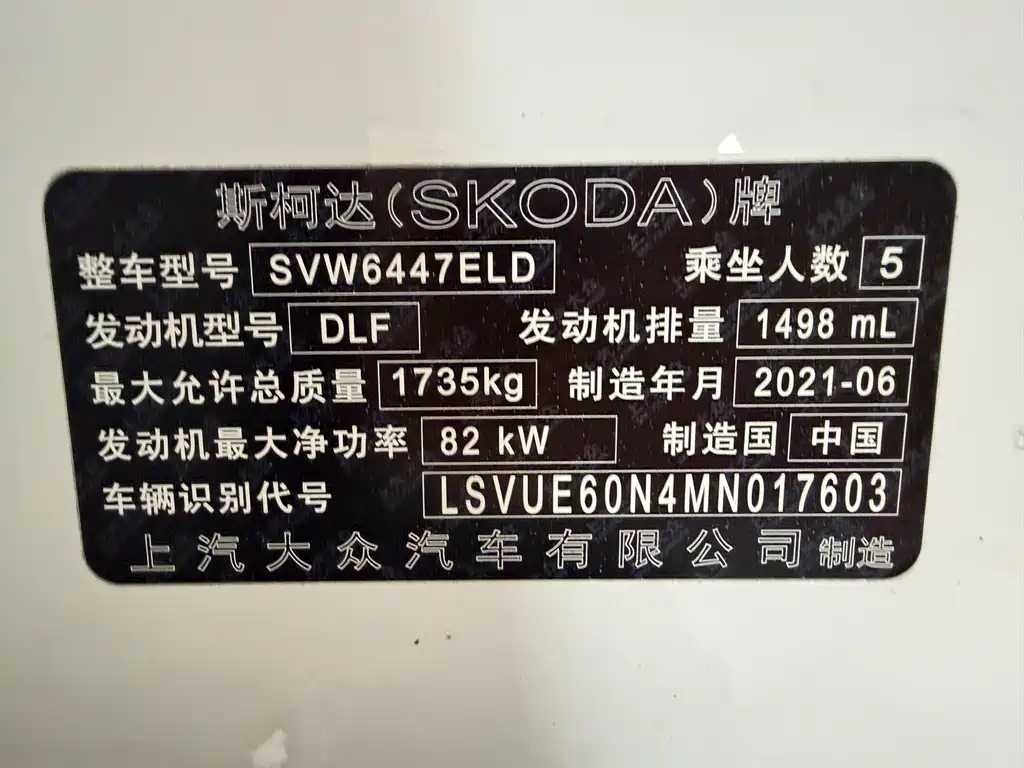 斯柯达(SKODA)牌
整车型号 SVW6447ELD 乘坐人数 5
发动机型号 DLF 发动机排量 1498 mL
最大允许总质量 1735kg 制造年月 2021-06
发动机最大净功率 82 kW 制造国 中国
车辆识别代号 LSVUE60N4MN017603
上汽大众汽车有限公司 制造